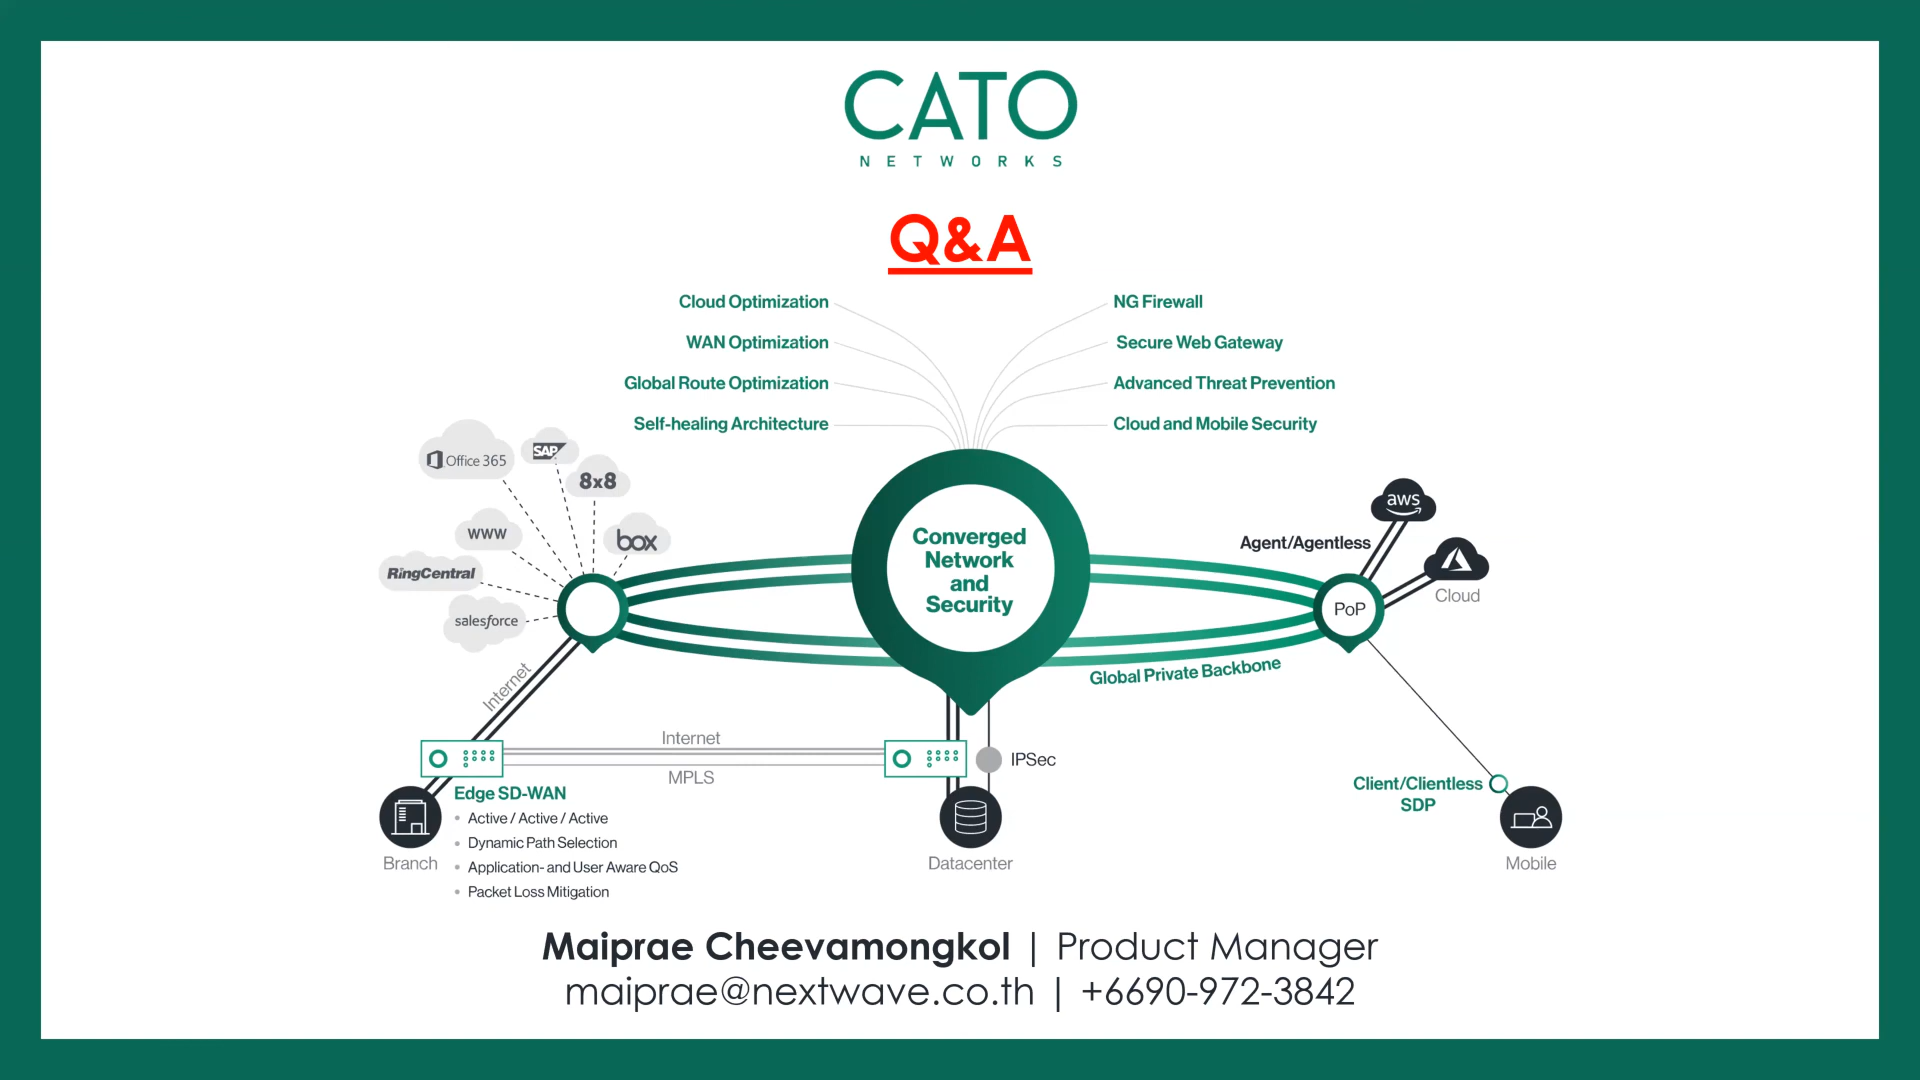 CATO
NETWORKS
Q&A
Cloud Optimization
WAN Optimization
Global Route Optimization
Self-healing Architecture
NG Firewall
Secure Web Gateway
Advanced Threat Prevention
Cloud and Mobile Security
Office 365
SAP
8x8
www
box
RingCentral
salesforce
Converged
Network
and
Security
aws
Agent/Agentless
Cloud
PoP
Global Private Backbone
Internet
Internet
MPLS
IPSec
Edge SD-WAN
• Active / Active / Active
• Dynamic Path Selection
• Application- and User Aware QoS
• Packet Loss Mitigation
Branch
Datacenter
Client/Clientless
SDP
Mobile
Maiprae Cheevamongkol | Product Manager
maiprae@nextwave.co.th | +6690-972-3842